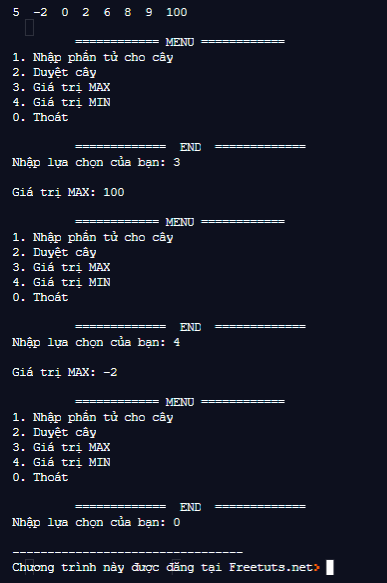 5 -2 0 2 6 8 9 100
============ MENU ============
1. Nhập phần tử cho cây
2. Duyệt cây
3. Giá trị MAX
4. Giá trị MIN
0. Thoát
============= END =============
Nhập lựa chọn của bạn: 3
Giá trị MAX: 100
============ MENU ============
1. Nhập phần tử cho cây
2. Duyệt cây
3. Giá trị MAX
4. Giá trị MIN
0. Thoát
============= END =============
Nhập lựa chọn của bạn: 4
Giá trị MAX: -2
============ MENU ============
1. Nhập phần tử cho cây
2. Duyệt cây
3. Giá trị MAX
4. Giá trị MIN
0. Thoát
============= END =============
Nhập lựa chọn của bạn: 0
---------------------------------
Chương trình này được đăng tại Freetuts.net>